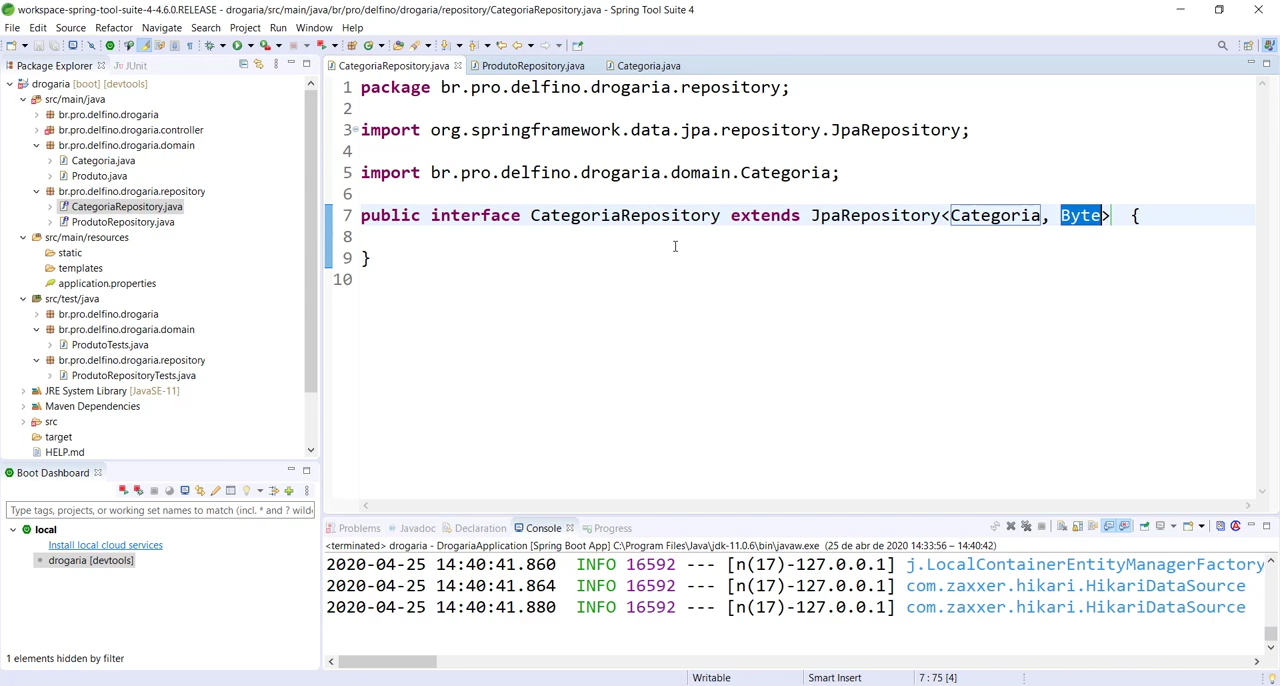 workspace-spring-tool-suite-4-4.6.0.RELEASE - drogaria/src/main/java/br/pro/delfino/drogaria/repository/CategoriaRepository.java - Spring Tool Suite 4
File Edit Source Refactor Navigate Search Project Run Window Help
Package Explorer JUnit
drogaria [boot] [devtools]
src/main/java
br.pro.delfino.drogaria
br.pro.delfino.drogaria.controller
br.pro.delfino.drogaria.domain
Categoria.java
Produto.java
br.pro.delfino.drogaria.repository
CategoriaRepository.java
ProdutoRepository.java
src/main/resources
static
templates
application.properties
src/test/java
br.pro.delfino.drogaria
br.pro.delfino.drogaria.domain
ProdutoTests.java
br.pro.delfino.drogaria.repository
ProdutoRepositoryTests.java
JRE System Library [JavaSE-11]
Maven Dependencies
src
target
HELP.md
CategoriaRepository.java ProdutoRepository.java Categoria.java
1 package br.pro.delfino.drogaria.repository;
2
3 import org.springframework.data.jpa.repository.JpaRepository;
4
5 import br.pro.delfino.drogaria.domain.Categoria;
6
7 public interface CategoriaRepository extends JpaRepository<Categoria, Byte> {
8
9 }
10
Boot Dashboard
Type tags, projects, or working set names to match (incl. * and ? wild
local
Install local cloud services
drogaria [devtools]
1 elements hidden by filter
Problems Javadoc Declaration Console Progress
<terminated> drogaria - DrogariaApplication [Spring Boot App] C:\Program Files\Java\jdk-11.0.6\bin\javaw.exe (25 de abr de 2020 14:33:56 – 14:40:42)
2020-04-25 14:40:41.860 INFO 16592 --- [n(17)-127.0.0.1] j.LocalContainerEntityManagerFactory
2020-04-25 14:40:41.864 INFO 16592 --- [n(17)-127.0.0.1] com.zaxxer.hikari.HikariDataSource
2020-04-25 14:40:41.880 INFO 16592 --- [n(17)-127.0.0.1] com.zaxxer.hikari.HikariDataSource
Writable Smart Insert 7 : 75 [4]